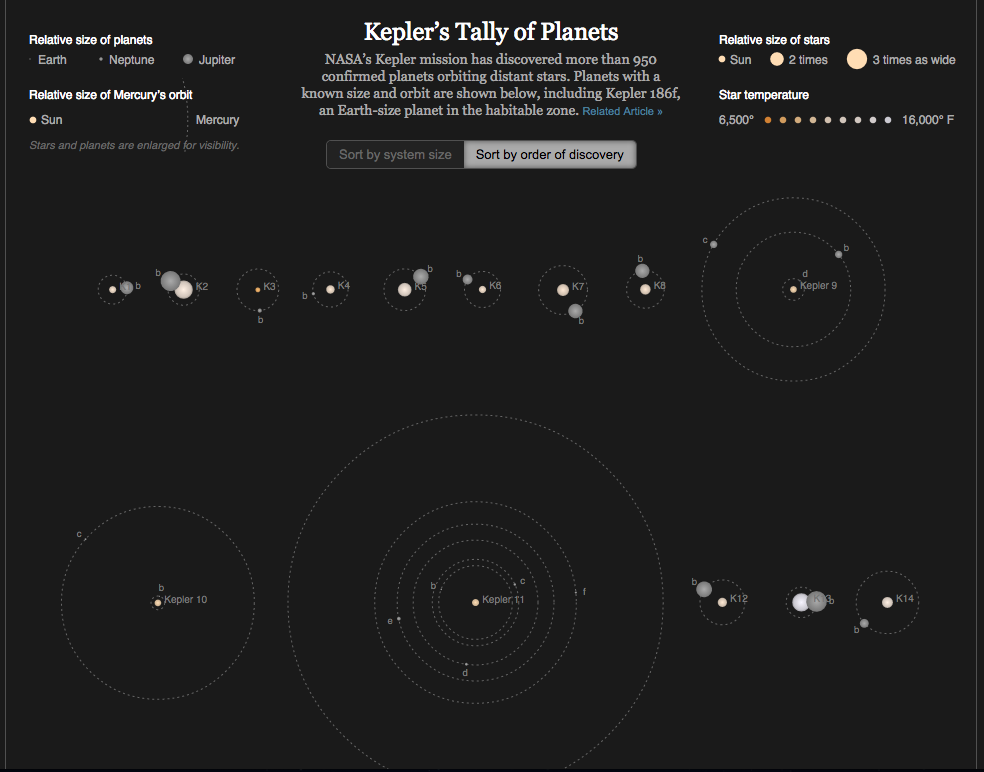 Kepler's Tally of Planets
NASA's Kepler mission has discovered more than 950
confirmed planets orbiting distant stars. Planets with a
known size and orbit are shown below, including Kepler 186f,
an Earth-size planet in the habitable zone. Related Article »
Relative size of planets
Earth
Neptune
Jupiter
Relative size of Mercury's orbit
Sun
Mercury
Stars and planets are enlarged for visibility.
Relative size of stars
Sun
2 times
3 times as wide
Star temperature
6,500°
16,000° F
Sort by system size
Sort by order of discovery
b
b
K2
K3
b
K4
b
K5
b
K6
b
K7
b
K8
b
c
b
d
Kepler 9
c
b
Kepler 10
b
c
f
Kepler 11
e
d
b
K12
b
K14
b